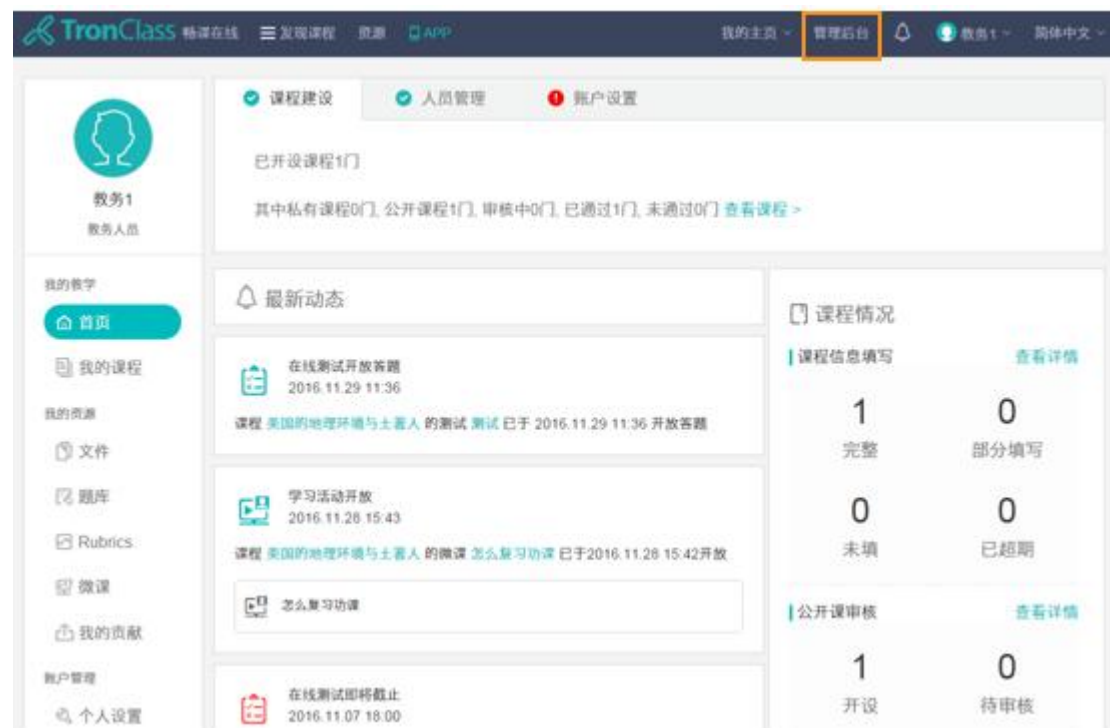 TronClass 畅课在线 发现课程 资源 APP 我的主页 管理后台 教务1 简体中文
课程建设 人员管理 账户设置
已开设课程1门
其中私有课程0门, 公开课程1门, 审核中0门, 已通过1门, 未通过0门 查看课程 >
教务1
教务人员
我的教学
首页
我的课程
我的资源
文件
题库
Rubrics
微课
我的贡献
账户管理
个人设置
最新动态
在线测试开放答题
2016.11.29 11:36
课程 美国的地理环境与土著人 的测试 测试 已于 2016.11.29 11:36 开放答题
学习活动开放
2016.11.28 15:43
课程 美国的地理环境与土著人 的微课 怎么复习功课 已于2016.11.28 15:42开放
怎么复习功课
在线测试即将截止
2016.11.07 18:00
课程情况
课程信息填写 查看详情
1 0
完整 部分填写
0 0
未填 已超期
公开课审核 查看详情
1 0
开设 待审核